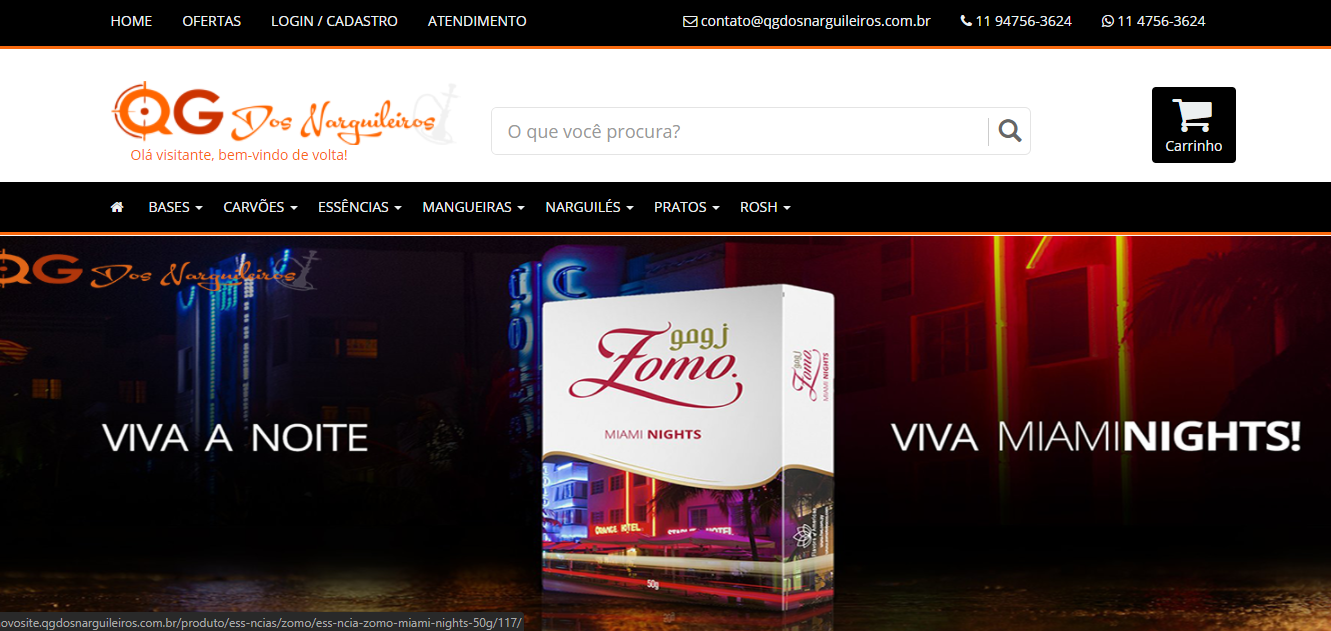 HOME OFERTAS LOGIN / CADASTRO ATENDIMENTO contato@qgdosnarguileiros.com.br 11 94756-3624 11 4756-3624
QG Dos Narguileiros
O que você procura?
Olá visitante, bem-vindo de volta!
Carrinho
BASES CARVÕES ESSÊNCIAS MANGUEIRAS NARGUILÉS PRATOS ROSH
QG Dos Narguileiros
زومو
Zomo.
MIAMI NIGHTS
زومو
Zomo.
MIAMI NIGHTS
VIVA A NOITE
VIVA MIAMINIGHTS!
ORANGE HOTEL
50g
ovosite.qgdosnarguileiros.com.br/produto/ess-ncias/zomo/ess-ncia-zomo-miami-nights-50g/117/